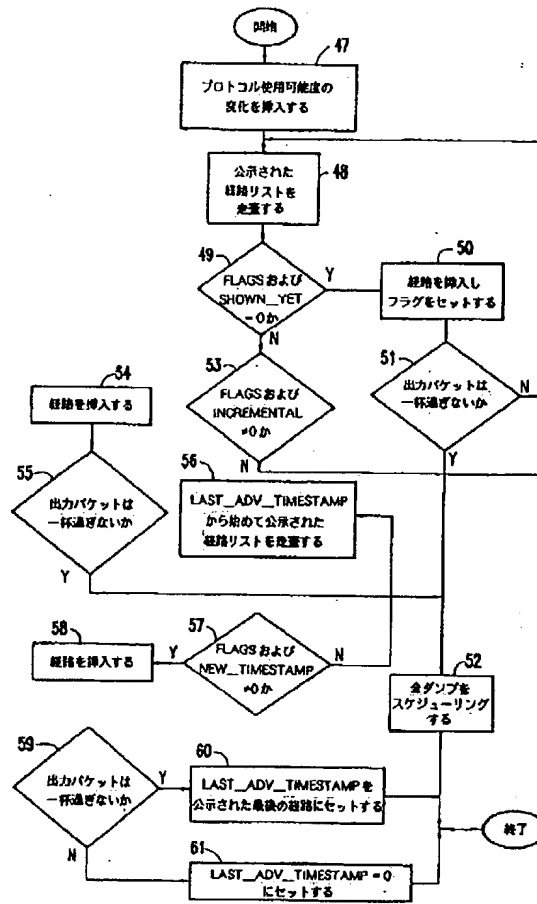 開始
47
プロトコル使用可能度の
変化を挿入する
48
公示された
経路リストを
走査する
49
FLAGSおよび
SHOWN__YET
=0か
Y
N
50
経路を挿入し
フラグをセットする
51
出力パケットは
一杯過ぎないか
N
Y
53
FLAGSおよび
INCREMENTAL
≠0か
N
54
経路を挿入する
55
出力パケットは
一杯過ぎないか
Y
56
LAST__ADV__TIMESTAMP
から始めて公示された
経路リストを走査する
57
FLAGSおよび
NEW__TIMESTAMP
≠0か
Y
N
58
経路を挿入する
52
全ダンプを
スケジューリング
する
59
出力パケットは
一杯過ぎないか
Y
N
60
LAST__ADV__TIMESTAMPを
公示された最後の経路にセットする
61
LAST__ADV__TIMESTAMP=0
にセットする
終了